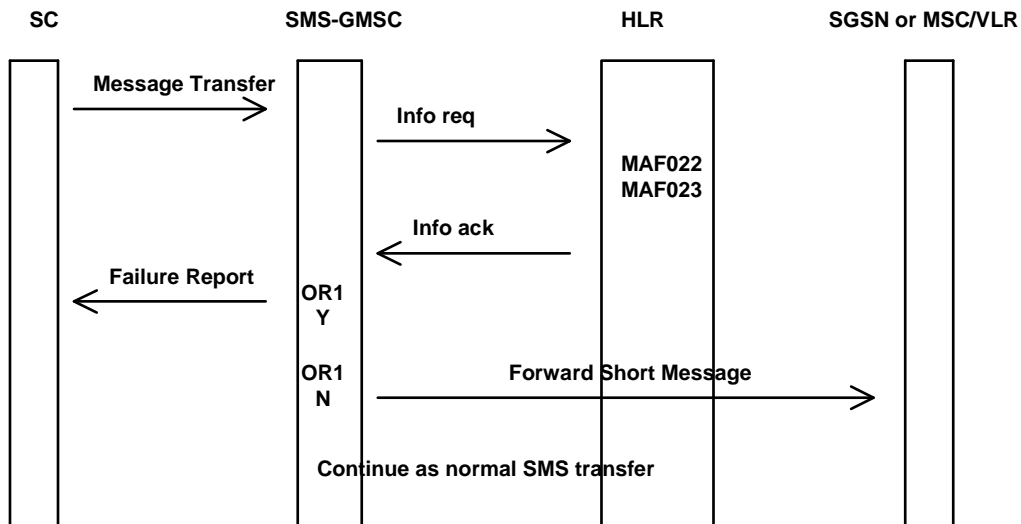 SC SMS-GMSC HLR SGSN or MSC/VLR
Message Transfer
Info req
MAF022
MAF023
Info ack
Failure Report
OR1
Y
OR1
N
Forward Short Message
Continue as normal SMS transfer